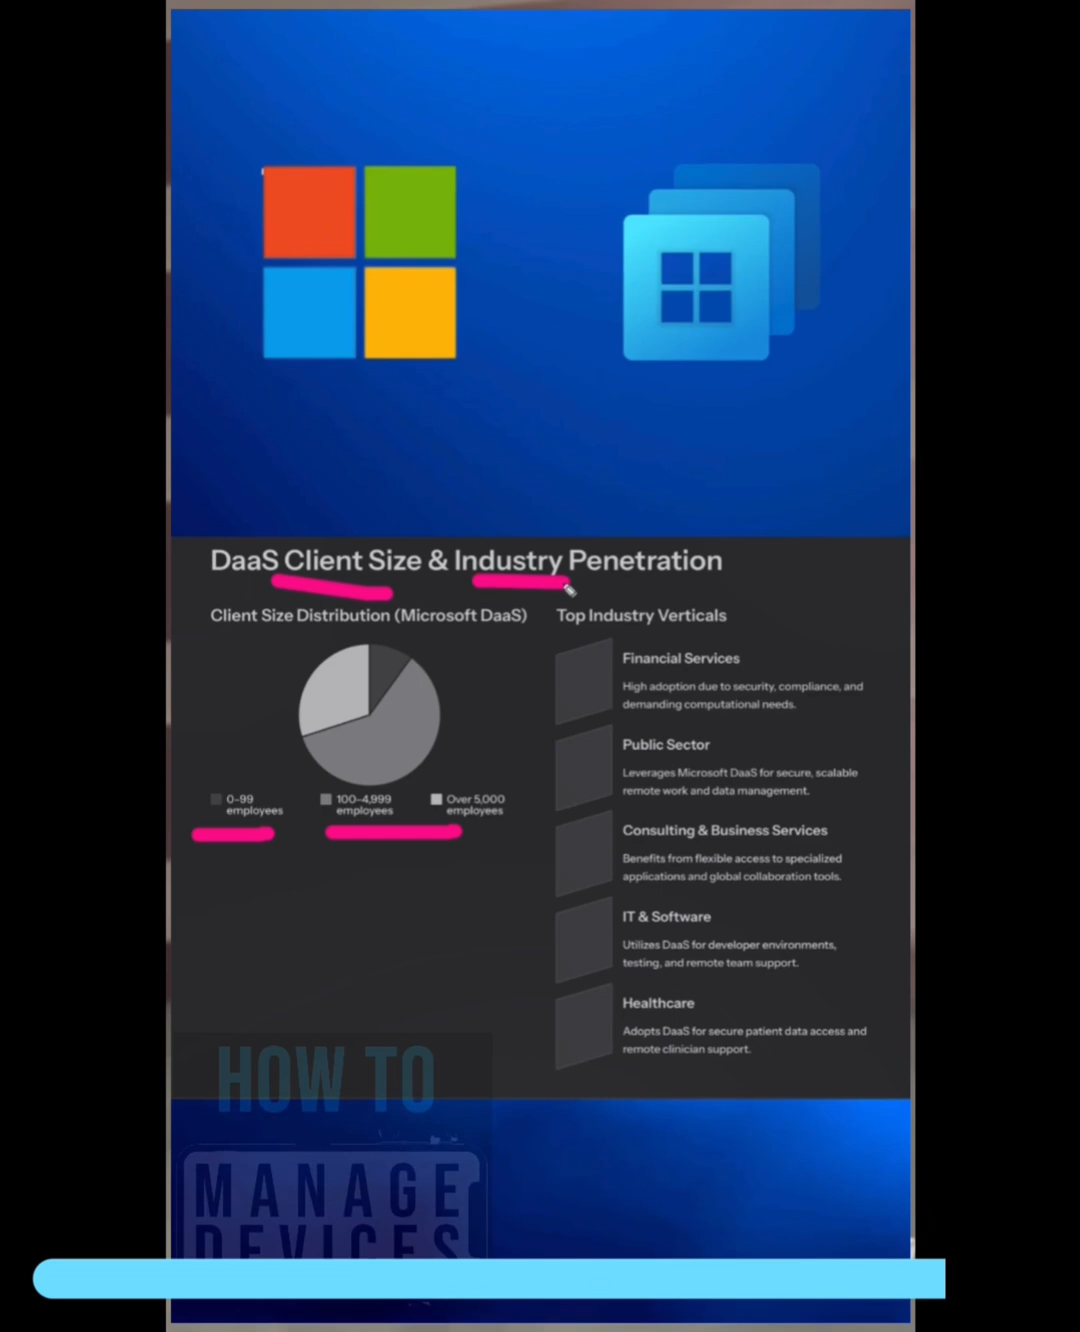 DaaS Client Size & Industry Penetration
Client Size Distribution (Microsoft DaaS)
0–99
employees
100–4,999
employees
Over 5,000
employees
Top Industry Verticals
Financial Services
High adoption due to security, compliance, and
demanding computational needs.
Public Sector
Leverages Microsoft DaaS for secure, scalable
remote work and data management.
Consulting & Business Services
Benefits from flexible access to specialized
applications and global collaboration tools.
IT & Software
Utilizes DaaS for developer environments,
testing, and remote team support.
Healthcare
Adopts DaaS for secure patient data access and
remote clinician support.
HOW TO
MANAGE
DEVICES